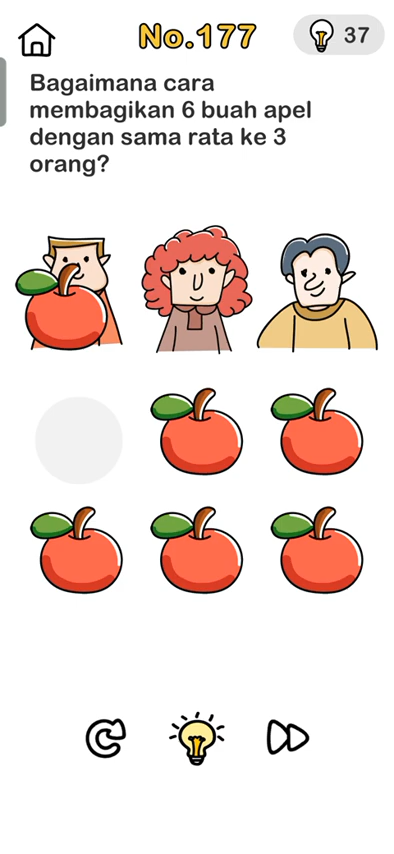 No.177
37
Bagaimana cara
membagikan 6 buah apel
dengan sama rata ke 3
orang?